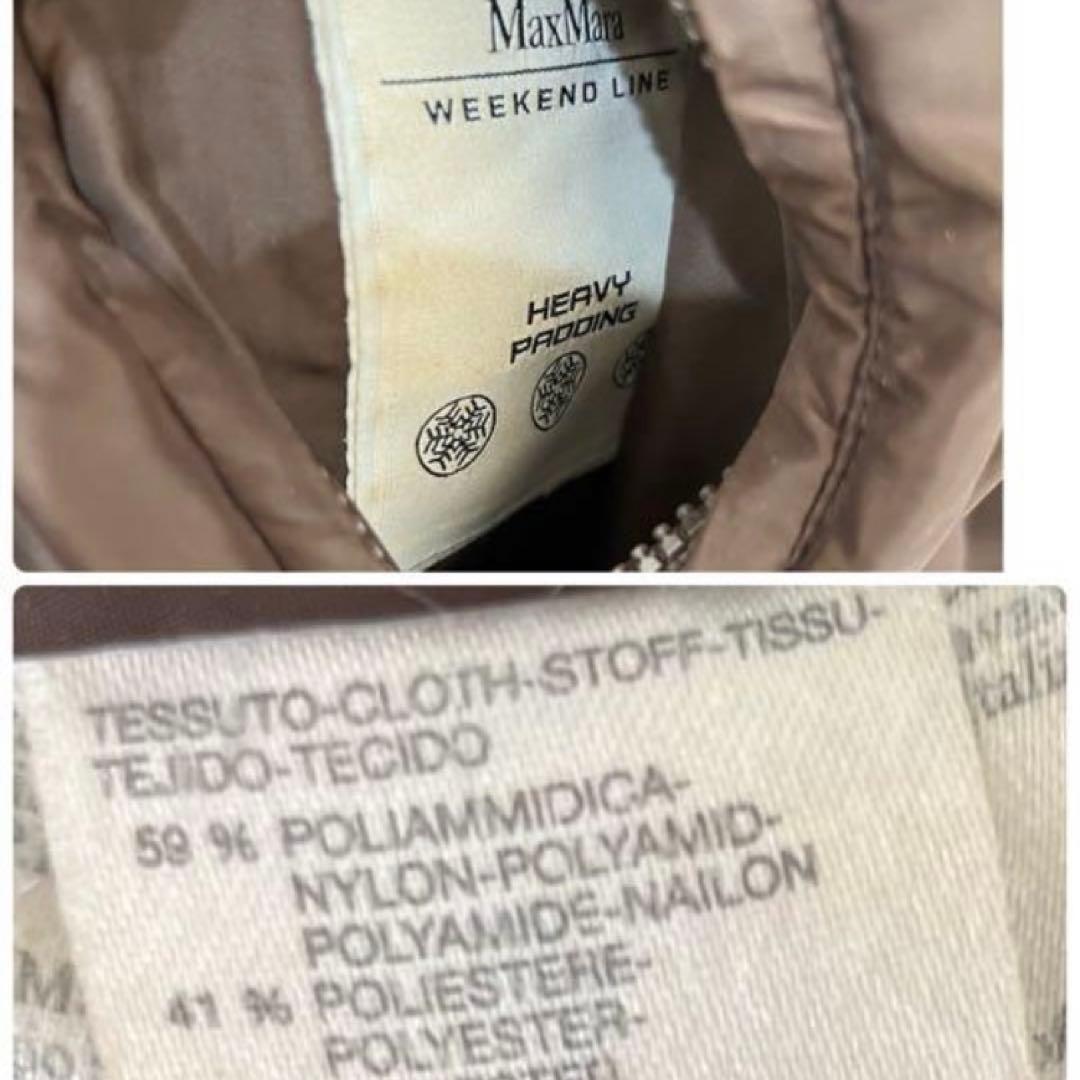 MaxMara
WEEKEND LINE
HEAVY
PADDING
TESSUTO-CLOTH-STOFF-TISSU-
TEJIDO-TECIDO
59 % POLIAMMIDICA-
NYLON-POLYAMID-
POLYAMIDE-NAILON
41 % POLIESTERE-
POLYESTER-